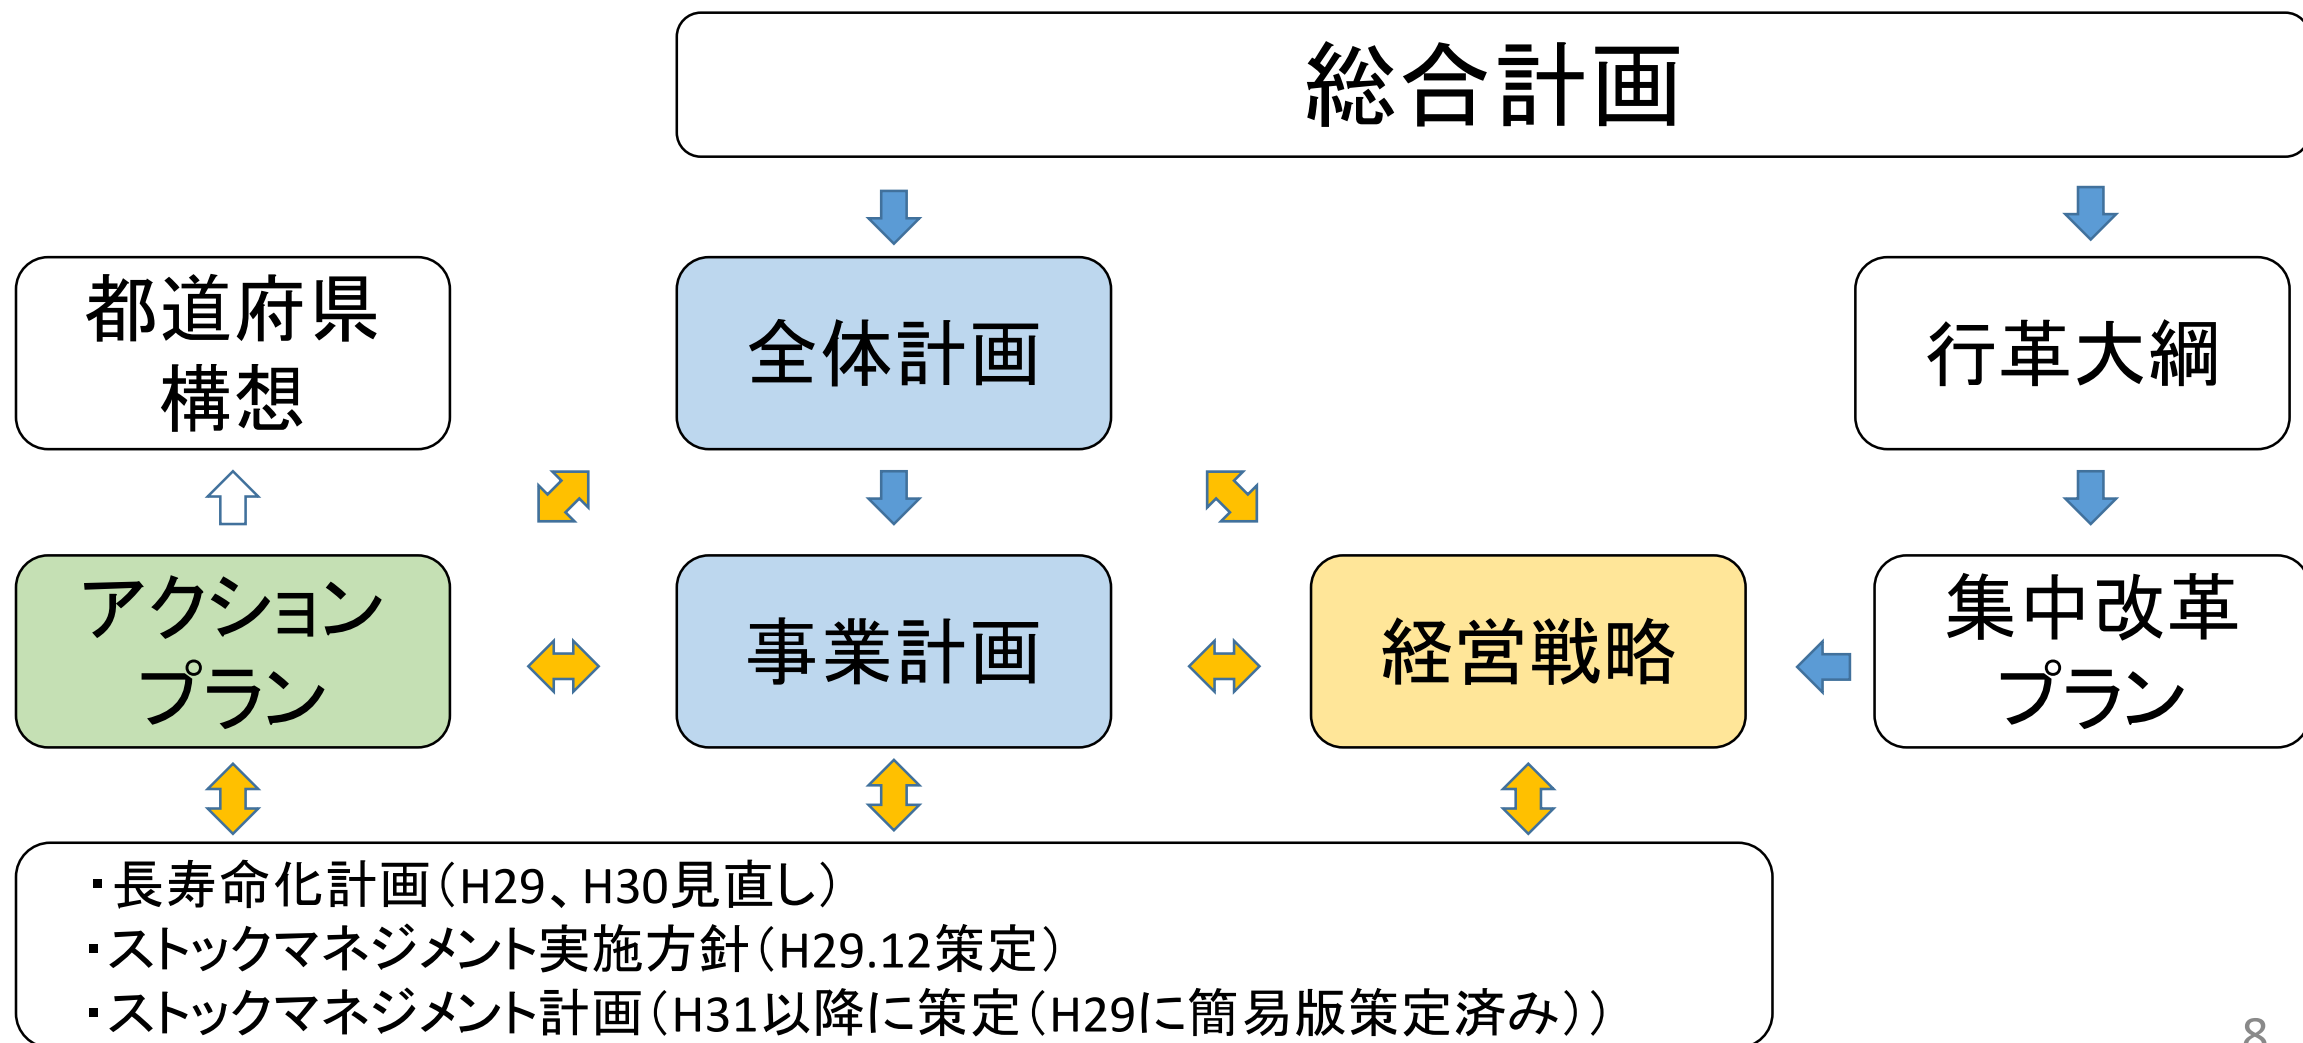 総合計画
都道府県
構想
全体計画
行革大綱
アクション
プラン
事業計画
経営戦略
集中改革
プラン
・長寿命化計画（H29、H30見直し）
・ストックマネジメント実施方針（H29.12策定）
・ストックマネジメント計画（H31以降に策定（H29に簡易版策定済み））
8